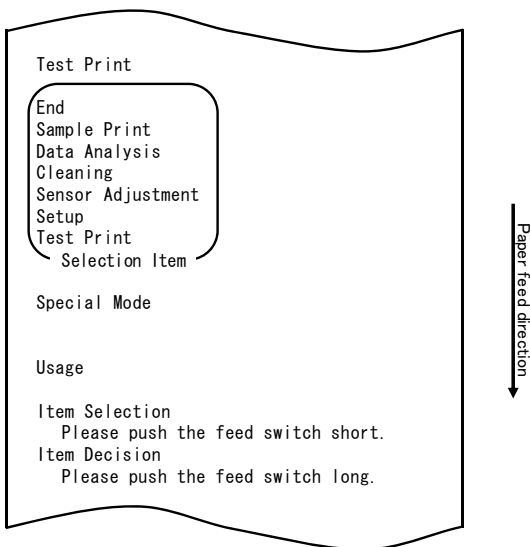 Test Print
End
Sample Print
Data Analysis
Cleaning
Sensor Adjustment
Setup
Test Print
Selection Item
Special Mode
Usage
Item Selection
Please push the feed switch short.
Item Decision
Please push the feed switch long.
Paper feed direction